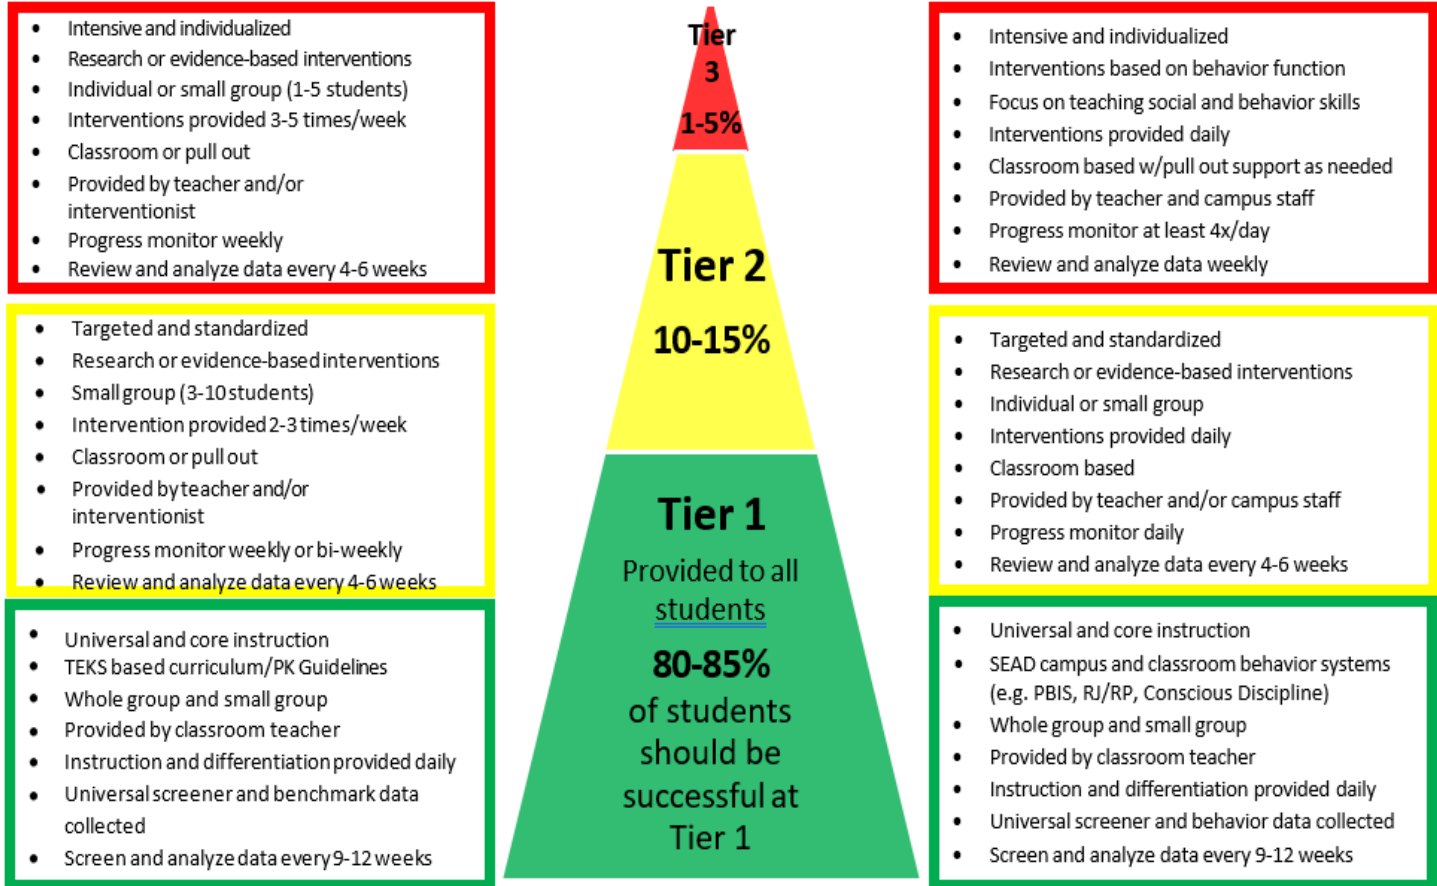 • Intensive and individualized
• Research or evidence-based interventions
• Individual or small group (1-5 students)
• Interventions provided 3-5 times/week
• Classroom or pull out
• Provided by teacher and/or
interventionist
• Progress monitor weekly
• Review and analyze data every 4-6 weeks
• Targeted and standardized
• Research or evidence-based interventions
• Small group (3-10 students)
• Intervention provided 2-3 times/week
• Classroom or pull out
• Provided by teacher and/or
interventionist
• Progress monitor weekly or bi-weekly
• Review and analyze data every 4-6 weeks
• Universal and core instruction
• TEKS based curriculum/PK Guidelines
• Whole group and small group
• Provided by classroom teacher
• Instruction and differentiation provided daily
• Universal screener and benchmark data
collected
• Screen and analyze data every 9-12 weeks
Tier
3
1-5%
Tier 2
10-15%
Tier 1
Provided to all
students
80-85%
of students
should be
successful at
Tier 1
• Intensive and individualized
• Interventions based on behavior function
• Focus on teaching social and behavior skills
• Interventions provided daily
• Classroom based w/pull out support as needed
• Provided by teacher and campus staff
• Progress monitor at least 4x/day
• Review and analyze data weekly
• Targeted and standardized
• Research or evidence-based interventions
• Individual or small group
• Interventions provided daily
• Classroom based
• Provided by teacher and/or campus staff
• Progress monitor daily
• Review and analyze data every 4-6 weeks
• Universal and core instruction
• SEAD campus and classroom behavior systems
(e.g. PBIS, RJ/RP, Conscious Discipline)
• Whole group and small group
• Provided by classroom teacher
• Instruction and differentiation provided daily
• Universal screener and behavior data collected
• Screen and analyze data every 9-12 weeks